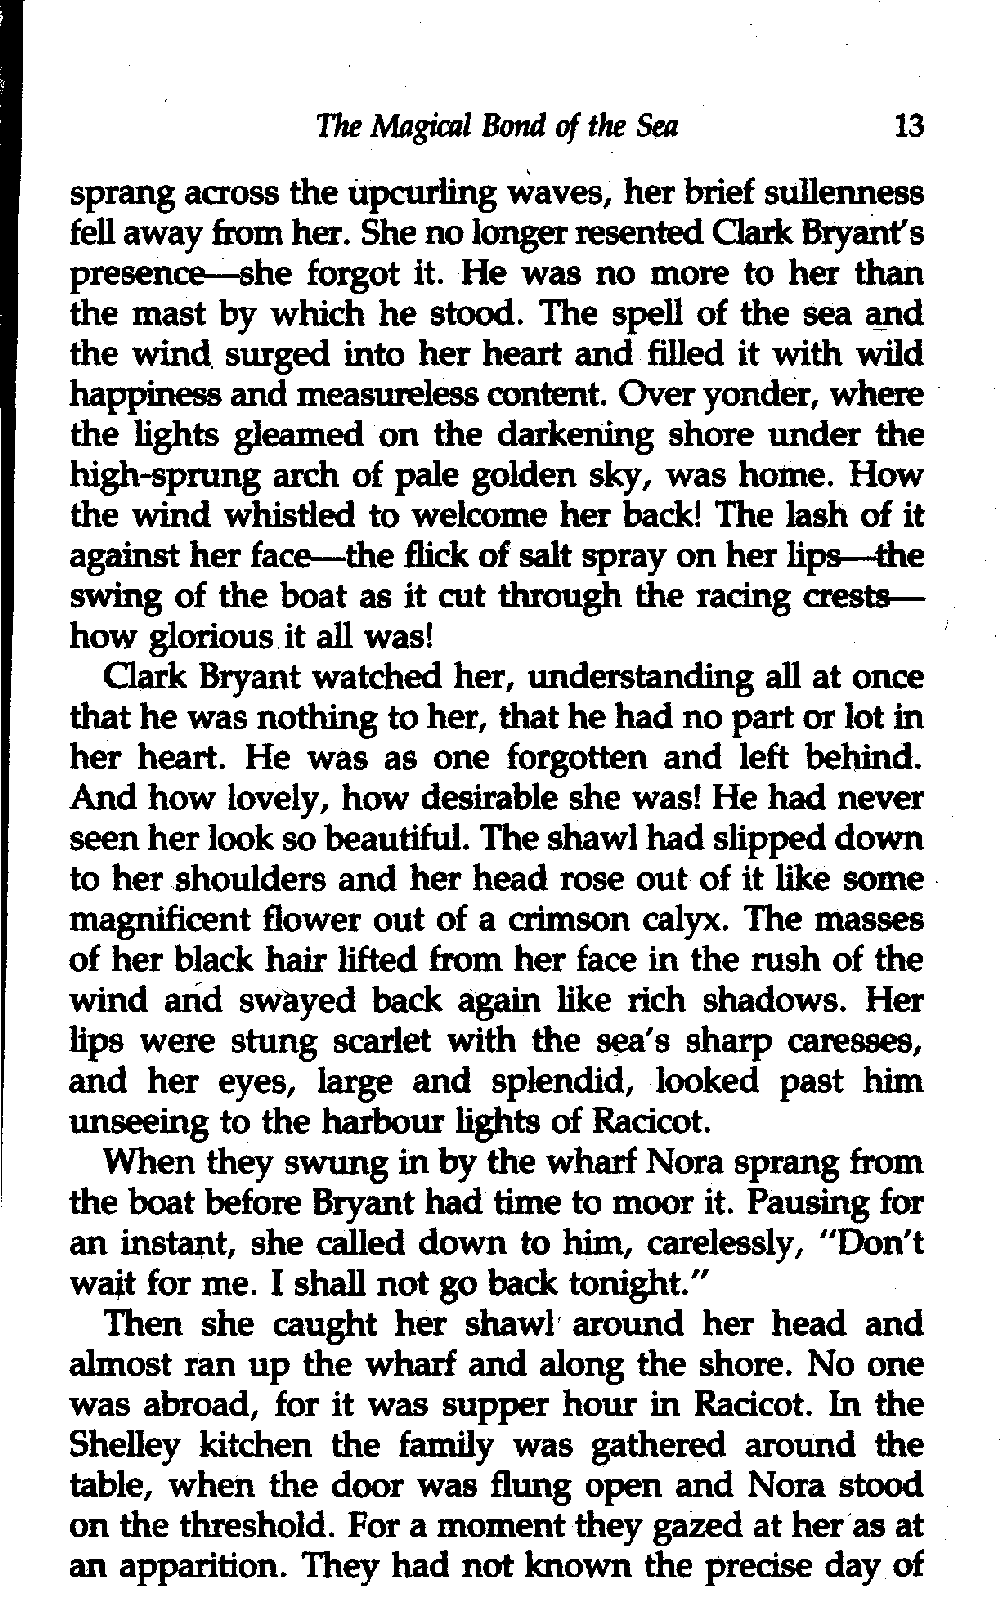 The Magical Bond of the Sea 13
sprang across the upcurling waves, her brief sullenness
fell away from her. She no longer resented Clark Bryant's
presence—she forgot it. He was no more to her than
the mast by which he stood. The spell of the sea and
the wind surged into her heart and filled it with wild
happiness and measureless content. Over yonder, where
the lights gleamed on the darkening shore under the
high-sprung arch of pale golden sky, was home. How
the wind whistled to welcome her back! The lash of it
against her face—the flick of salt spray on her lips—the
swing of the boat as it cut through the racing crests—
how glorious it all was!
Clark Bryant watched her, understanding all at once
that he was nothing to her, that he had no part or lot in
her heart. He was as one forgotten and left behind.
And how lovely, how desirable she was! He had never
seen her look so beautiful. The shawl had slipped down
to her shoulders and her head rose out of it like some
magnificent flower out of a crimson calyx. The masses
of her black hair lifted from her face in the rush of the
wind and swayed back again like rich shadows. Her
lips were stung scarlet with the sea's sharp caresses,
and her eyes, large and splendid, looked past him
unseeing to the harbour lights of Racicot.
When they swung in by the wharf Nora sprang from
the boat before Bryant had time to moor it. Pausing for
an instant, she called down to him, carelessly, "Don't
wait for me. I shall not go back tonight."
Then she caught her shawl around her head and
almost ran up the wharf and along the shore. No one
was abroad, for it was supper hour in Racicot. In the
Shelley kitchen the family was gathered around the
table, when the door was flung open and Nora stood
on the threshold. For a moment they gazed at her as at
an apparition. They had not known the precise day of